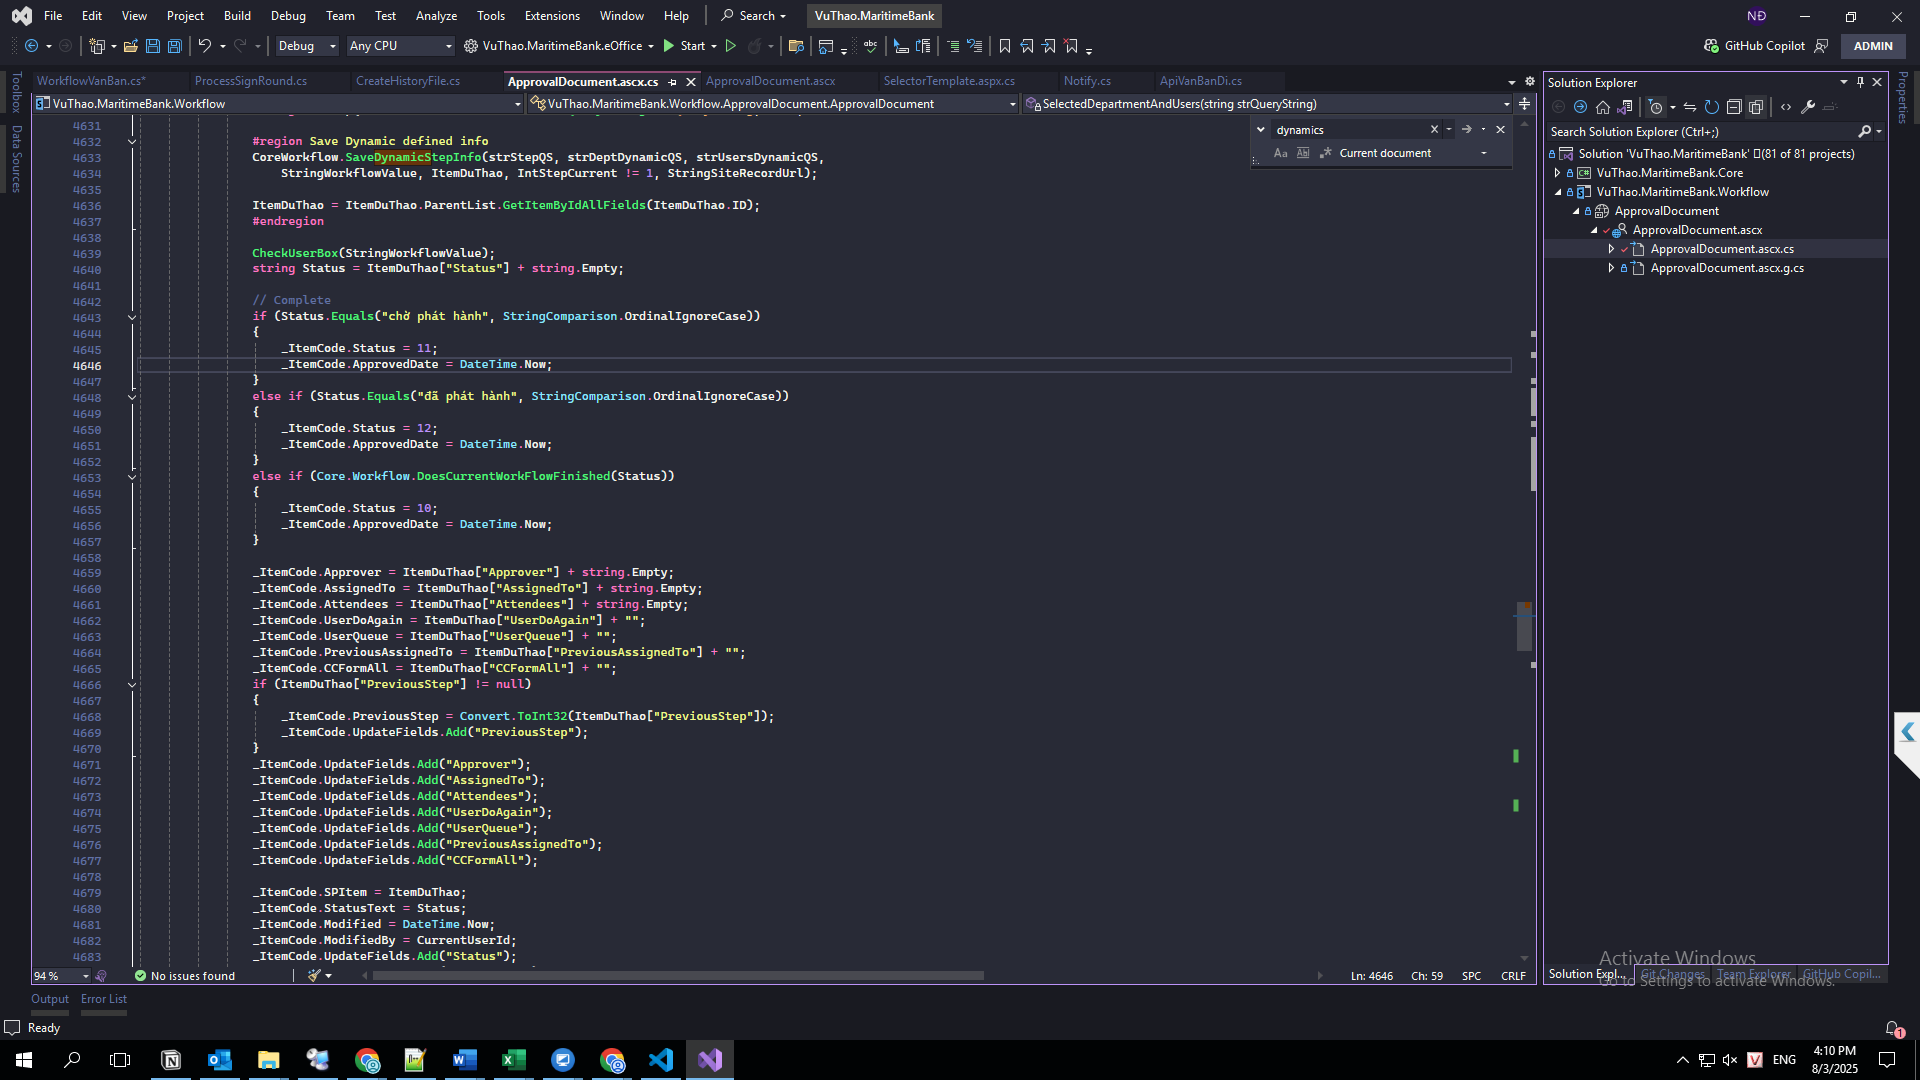 File Edit View Project Build Debug Team Test Analyze Tools Extensions Window Help Search VuThao.MaritimeBank NĐ
Debug Any CPU VuThao.MaritimeBank.eOffice Start GitHub Copilot ADMIN
WorkflowVanBan.cs* ProcessSignRound.cs CreateHistoryFile.cs ApprovalDocument.ascx.cs ApprovalDocument.ascx SelectorTemplate.aspx.cs Notify.cs ApiVanBanDi.cs
VuThao.MaritimeBank.Workflow VuThao.MaritimeBank.Workflow.ApprovalDocument.ApprovalDocument SelectedDepartmentAndUsers(string strQueryString)
Toolbox
Data Sources
dynamics
Aa Current document
4631
4632 #region Save Dynamic defined info
4633 CoreWorkflow.SaveDynamicStepInfo(strStepQS, strDeptDynamicQS, strUsersDynamicQS,
4634 StringWorkflowValue, ItemDuThao, IntStepCurrent != 1, StringSiteRecordUrl);
4635
4636 ItemDuThao = ItemDuThao.ParentList.GetItemByIdAllFields(ItemDuThao.ID);
4637 #endregion
4638
4639 CheckUserBox(StringWorkflowValue);
4640 string Status = ItemDuThao["Status"] + string.Empty;
4641
4642 // Complete
4643 if (Status.Equals("chờ phát hành", StringComparison.OrdinalIgnoreCase))
4644 {
4645 _ItemCode.Status = 11;
4646 _ItemCode.ApprovedDate = DateTime.Now;
4647 }
4648 else if (Status.Equals("đã phát hành", StringComparison.OrdinalIgnoreCase))
4649 {
4650 _ItemCode.Status = 12;
4651 _ItemCode.ApprovedDate = DateTime.Now;
4652 }
4653 else if (Core.Workflow.DoesCurrentWorkFlowFinished(Status))
4654 {
4655 _ItemCode.Status = 10;
4656 _ItemCode.ApprovedDate = DateTime.Now;
4657 }
4658
4659 _ItemCode.Approver = ItemDuThao["Approver"] + string.Empty;
4660 _ItemCode.AssignedTo = ItemDuThao["AssignedTo"] + string.Empty;
4661 _ItemCode.Attendees = ItemDuThao["Attendees"] + string.Empty;
4662 _ItemCode.UserDoAgain = ItemDuThao["UserDoAgain"] + "";
4663 _ItemCode.UserQueue = ItemDuThao["UserQueue"] + "";
4664 _ItemCode.PreviousAssignedTo = ItemDuThao["PreviousAssignedTo"] + "";
4665 _ItemCode.CCFormAll = ItemDuThao["CCFormAll"] + "";
4666 if (ItemDuThao["PreviousStep"] != null)
4667 {
4668 _ItemCode.PreviousStep = Convert.ToInt32(ItemDuThao["PreviousStep"]);
4669 _ItemCode.UpdateFields.Add("PreviousStep");
4670 }
4671 _ItemCode.UpdateFields.Add("Approver");
4672 _ItemCode.UpdateFields.Add("AssignedTo");
4673 _ItemCode.UpdateFields.Add("Attendees");
4674 _ItemCode.UpdateFields.Add("UserDoAgain");
4675 _ItemCode.UpdateFields.Add("UserQueue");
4676 _ItemCode.UpdateFields.Add("PreviousAssignedTo");
4677 _ItemCode.UpdateFields.Add("CCFormAll");
4678
4679 _ItemCode.SPItem = ItemDuThao;
4680 _ItemCode.StatusText = Status;
4681 _ItemCode.Modified = DateTime.Now;
4682 _ItemCode.ModifiedBy = CurrentUserId;
4683 _ItemCode.UpdateFields.Add("Status");
94 % No issues found Ln: 4646 Ch: 59 SPC CRLF
Output Error List
Ready
Solution Explorer
Search Solution Explorer (Ctrl+;)
Solution 'VuThao.MaritimeBank' (81 of 81 projects)
VuThao.MaritimeBank.Core
VuThao.MaritimeBank.Workflow
ApprovalDocument
ApprovalDocument.ascx
ApprovalDocument.ascx.cs
ApprovalDocument.ascx.g.cs
Properties
Activate Windows
Go to Settings to activate Windows.
Solution Expl... Git Changes Team Explorer GitHub Copil...
1
ENG
4:10 PM
8/3/2025